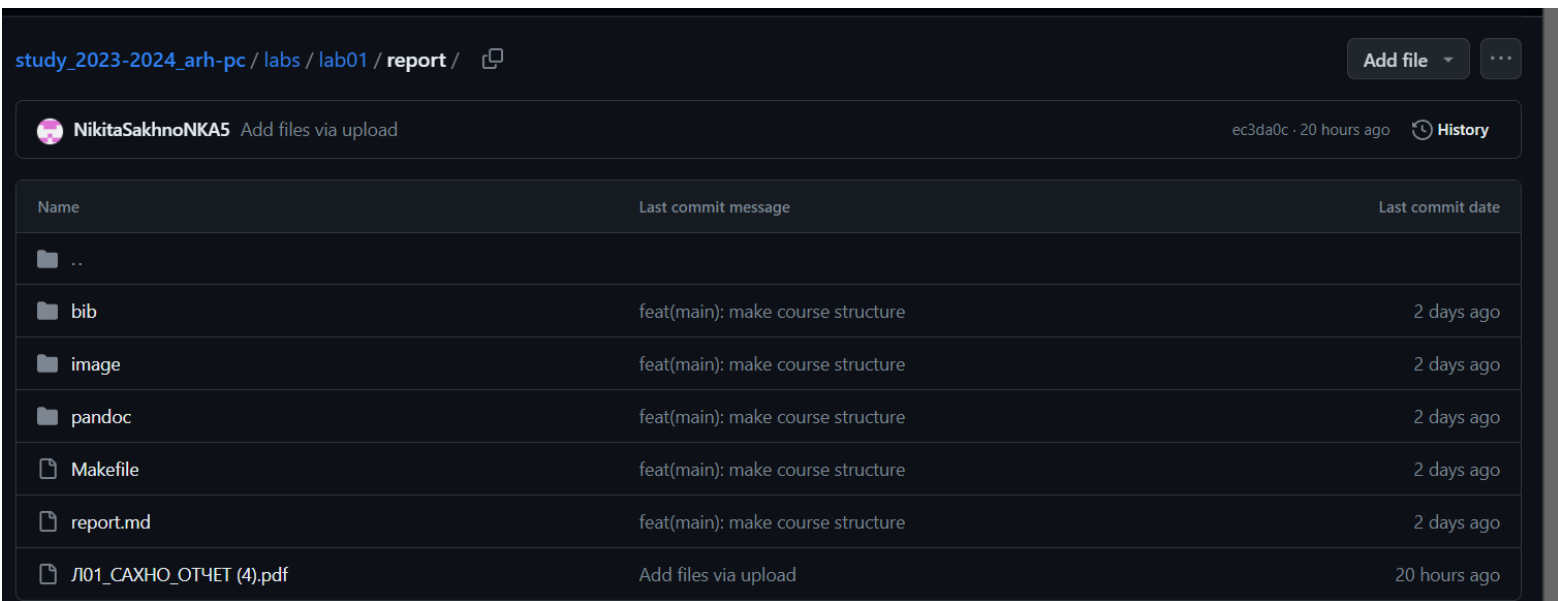 study_2023-2024_arh-pc / labs / lab01 / report / Add file ...
NikitaSakhnoNKA5 Add files via upload ec3da0c · 20 hours ago History
Name Last commit message Last commit date
..
bib feat(main): make course structure 2 days ago
image feat(main): make course structure 2 days ago
pandoc feat(main): make course structure 2 days ago
Makefile feat(main): make course structure 2 days ago
report.md feat(main): make course structure 2 days ago
Л01_САХНО_ОТЧЕТ (4).pdf Add files via upload 20 hours ago